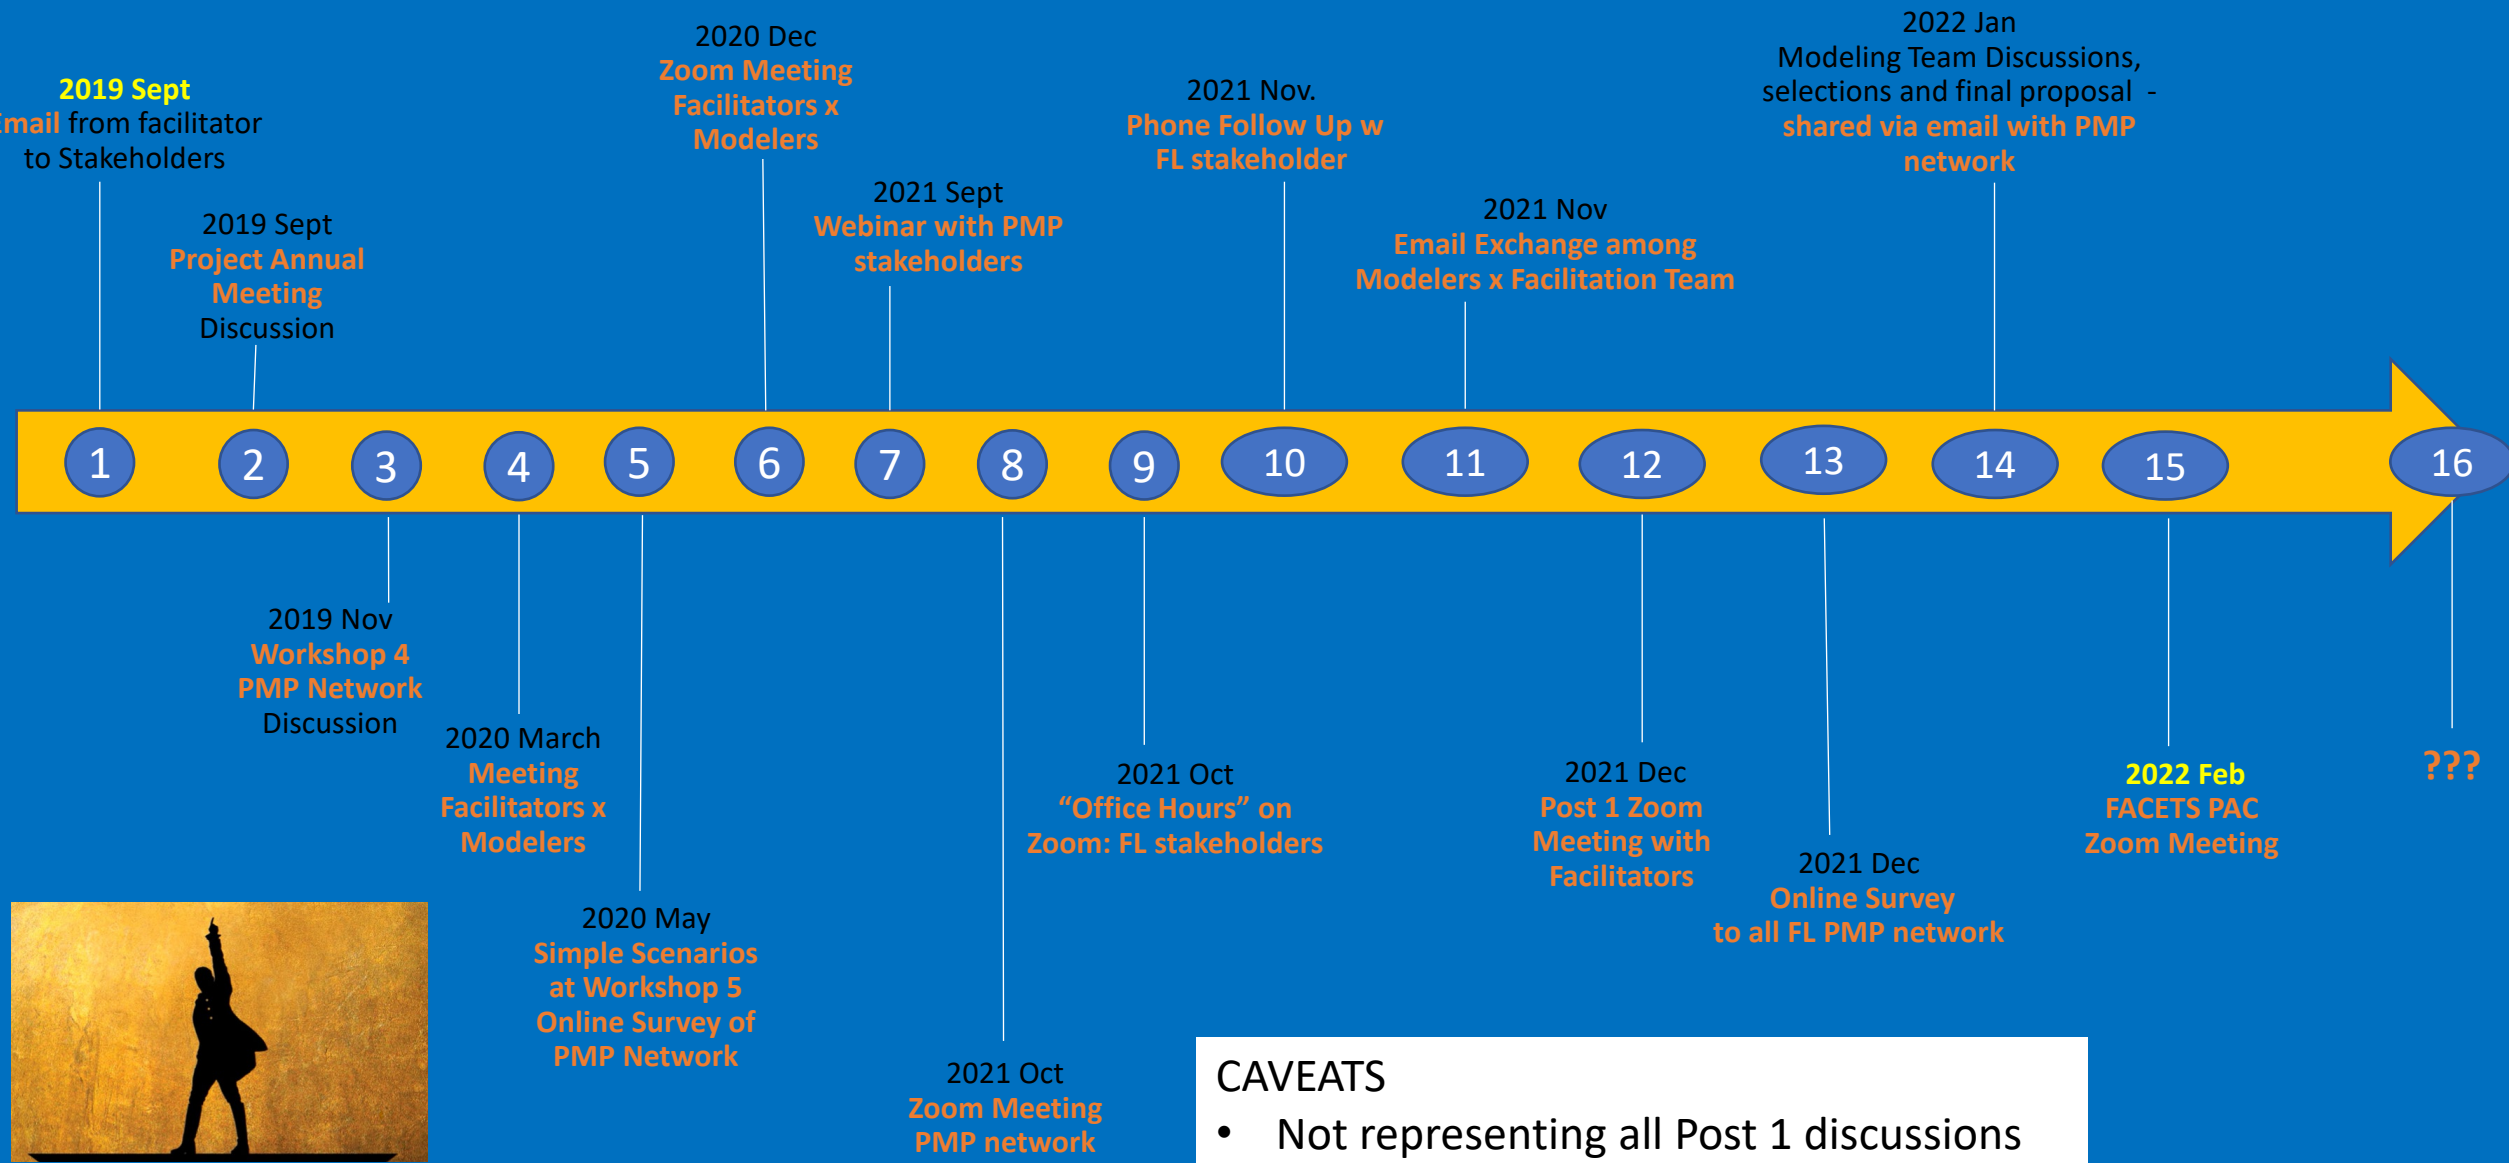 2019 Sept
Email from facilitator
to Stakeholders
2019 Sept
Project Annual
Meeting
Discussion
2020 Dec
Zoom Meeting
Facilitators x
Modelers
2021 Sept
Webinar with PMP
stakeholders
2021 Nov.
Phone Follow Up w
FL stakeholder
2021 Nov
Email Exchange among
Modelers x Facilitation Team
2022 Jan
Modeling Team Discussions,
selections and final proposal -
shared via email with PMP
network
1
2
3
4
5
6
7
8
9
10
11
12
13
14
15
16
2019 Nov
Workshop 4
PMP Network
Discussion
2020 March
Meeting
Facilitators x
Modelers
2020 May
Simple Scenarios
at Workshop 5
Online Survey of
PMP Network
2021 Oct
Zoom Meeting
PMP network
2021 Oct
“Office Hours” on
Zoom: FL stakeholders
2021 Dec
Post 1 Zoom
Meeting with
Facilitators
2021 Dec
Online Survey
to all FL PMP network
2022 Feb
FACETS PAC
Zoom Meeting
???
CAVEATS
• Not representing all Post 1 discussions